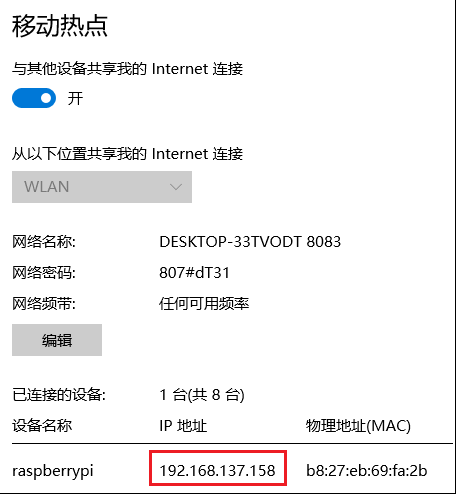 移动热点
与其他设备共享我的 Internet 连接
开
从以下位置共享我的 Internet 连接
WLAN
网络名称: DESKTOP-33TVODT 8083
网络密码: 807#dT31
网络频带: 任何可用频率
编辑
已连接的设备: 1 台(共 8 台)
设备名称 IP 地址 物理地址(MAC)
raspberrypi 192.168.137.158 b8:27:eb:69:fa:2b